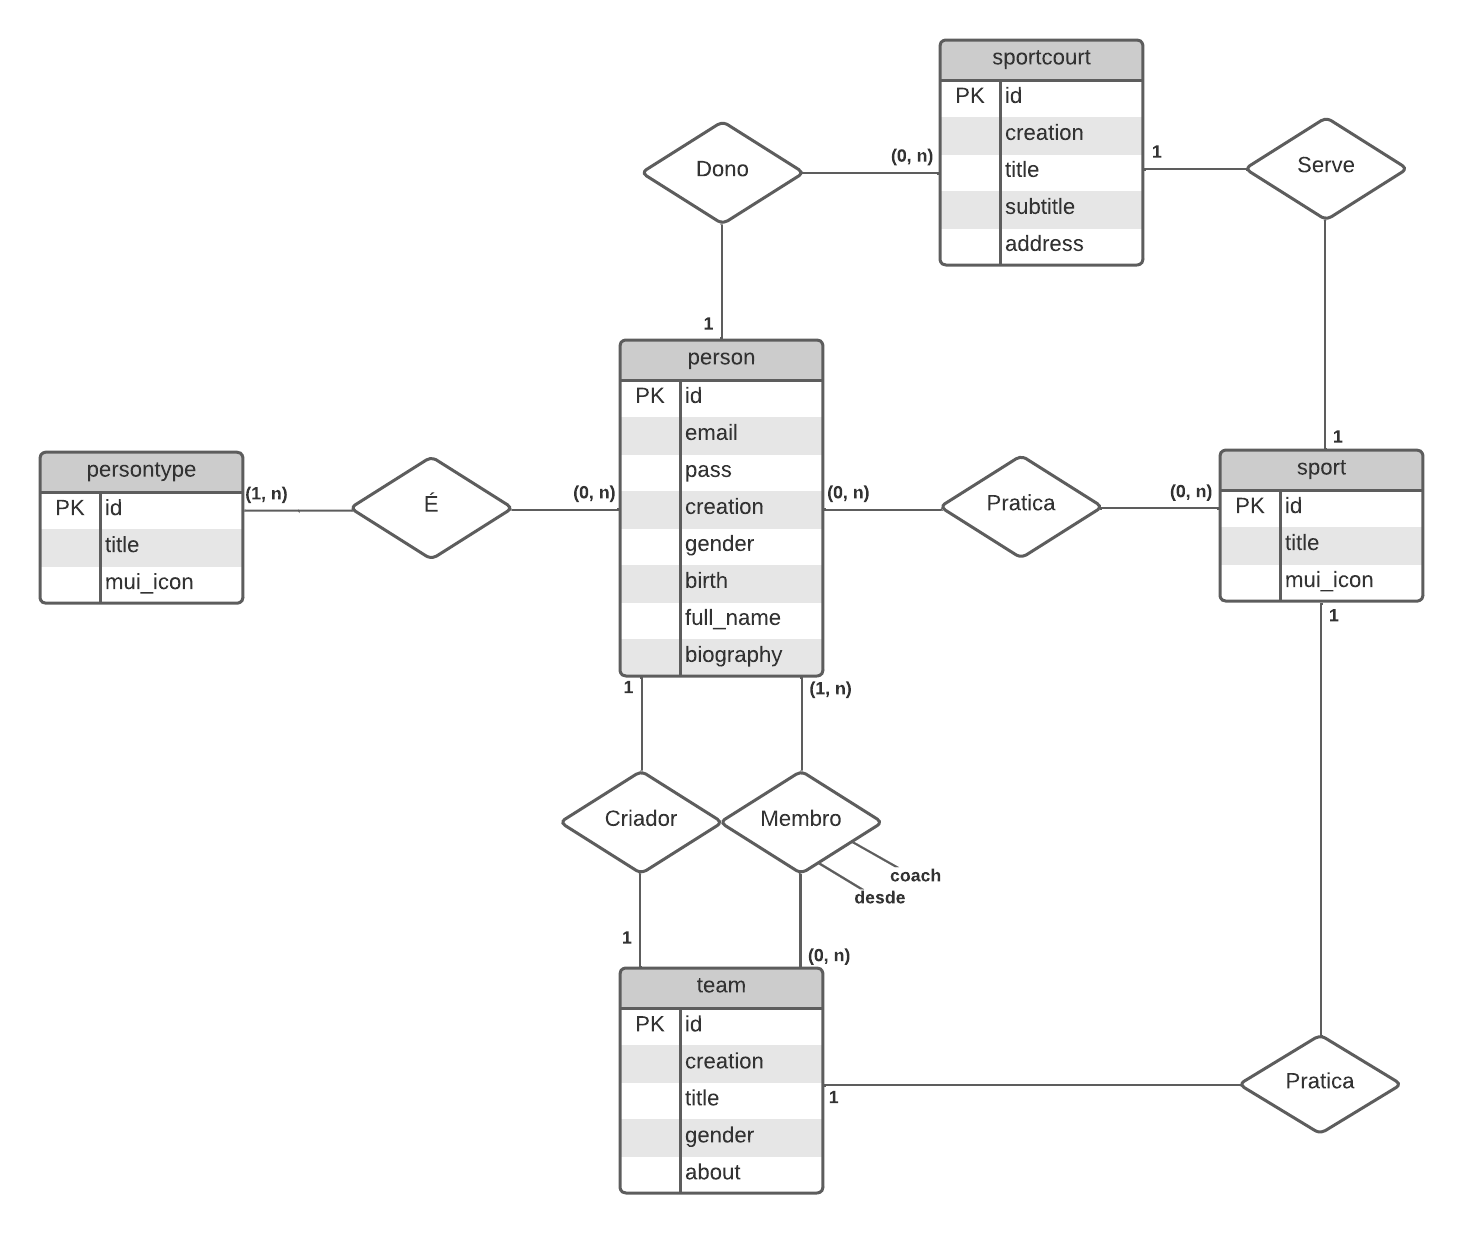 sportcourt
PK id
creation
title
subtitle
address
Dono
(0, n)
1
Serve
1
1
person
PK id
email
pass
creation
gender
birth
full_name
biography
persontype
PK id
title
mui_icon
(1, n)
É
(0, n)
(0, n)
Pratica
(0, n)
sport
PK id
title
mui_icon
1
1
(1, n)
Criador
Membro
coach
desde
1
(0, n)
team
PK id
creation
title
gender
about
1
Pratica